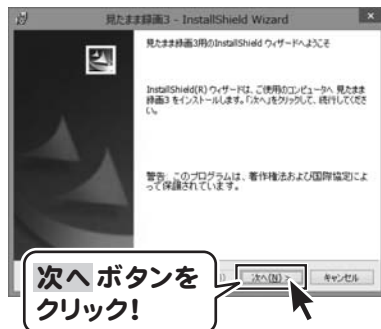 見たまま録画3 - InstallShield Wizard
見たまま録画3用のInstallShield ウィザードへようこそ
InstallShield(R) ウィザードは、ご使用のコンピュータへ 見たまま
録画3 をインストールします。「次へ」をクリックして、続行してくださ
い。
警告: このプログラムは、著作権法および国際協定によ
って保護されています。
次へ(N) >
キャンセル
次へ ボタンを
クリック!